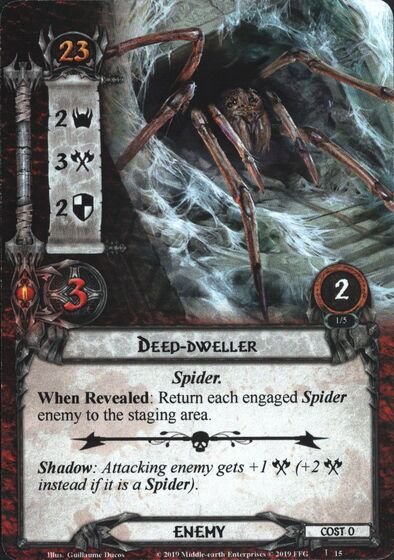 23
2
3
2
3
2
1/5
DEEP-DWELLER
Spider.
When Revealed: Return each engaged Spider
enemy to the staging area.
Shadow: Attacking enemy gets +1 (+2
instead if it is a Spider).
ENEMY
COST 0
Illus. Guillaume Ducos © 2019 Middle-earth Enterprises © 2019 FFG 15